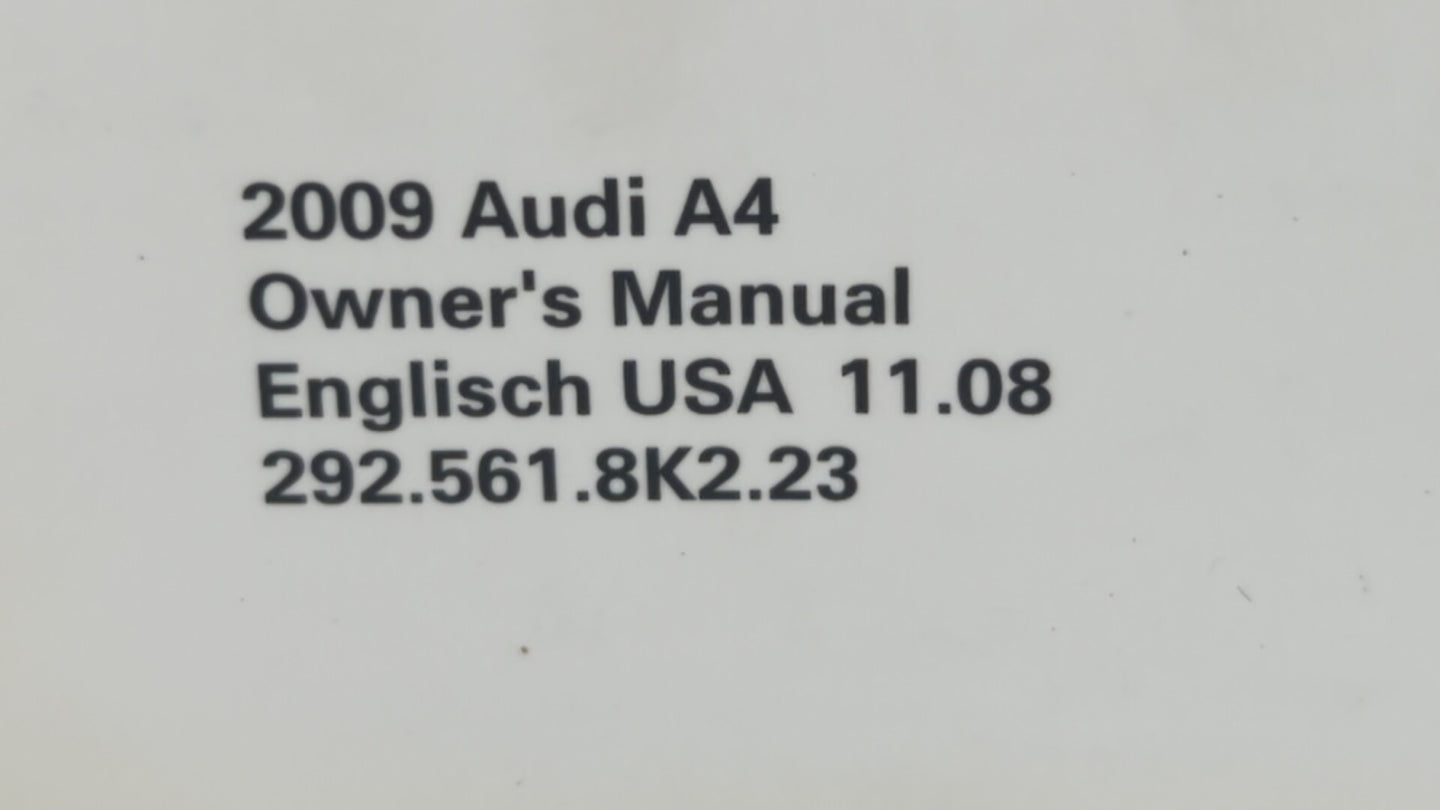 2009 Audi A4
Owner's Manual
Englisch USA 11.08
292.561.8K2.23